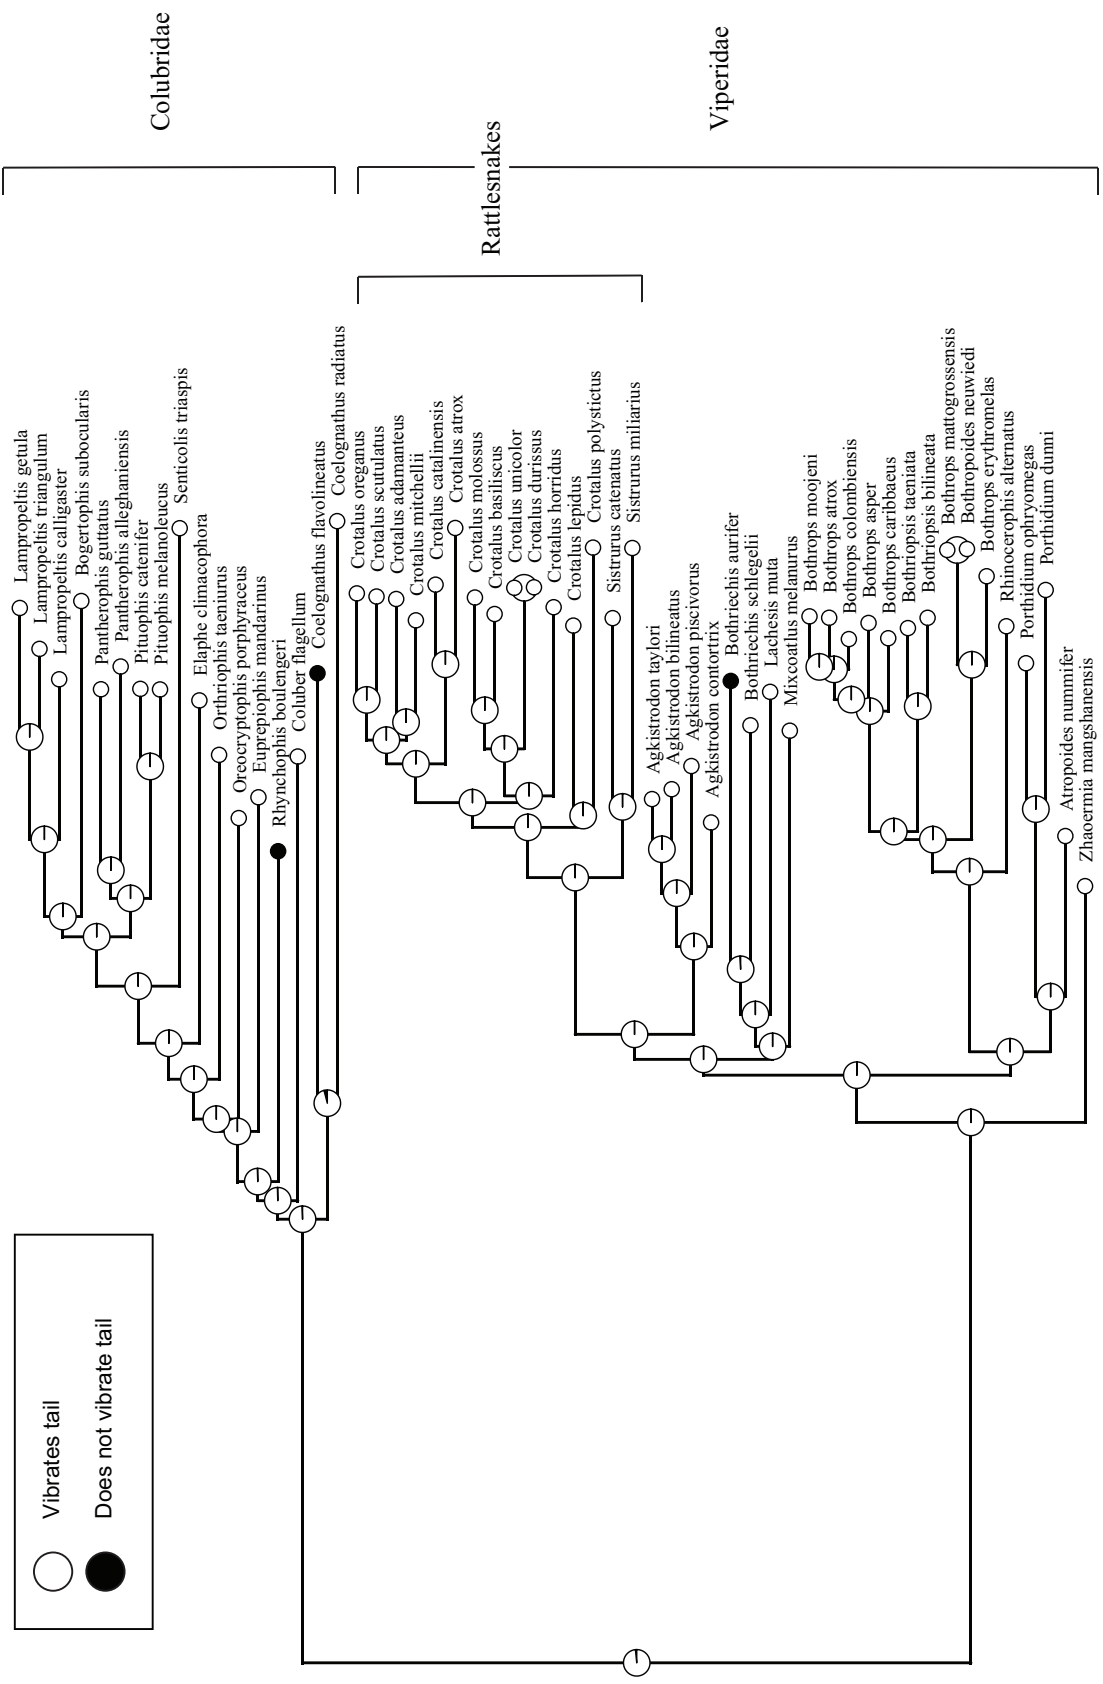 Colubridae
Rattlesnakes
Viperidae
Lampropeltis getula
Lampropeltis triangulum
Lampropeltis calligaster
Bogertophis subocularis
Pantherophis guttatus
Pantherophis alleghaniensis
Pituophis catenifer
Pituophis melanoleucus
Senticolis triaspis
Elaphe climacophora
Orthriophis taeniurus
Oreocryptophis porphyraceus
Euprepiophis mandarinus
Rhynchophis boulengeri
Coluber flagellum
Coelognathus flavolineatus
Coelognathus radiatus
Crotalus oreganus
Crotalus scutulatus
Crotalus adamanteus
Crotalus mitchellii
Crotalus catalinensis
Crotalus atrox
Crotalus molossus
Crotalus basiliscus
Crotalus unicolor
Crotalus durissus
Crotalus horridus
Crotalus lepidus
Crotalus polystictus
Sistrurus catenatus
Sistrurus miliarius
Agkistrodon taylori
Agkistrodon bilineatus
Agkistrodon piscivorus
Agkistrodon contortrix
Bothriechis aurifer
Bothriechis schlegelii
Lachesis muta
Mixcoatlus melanurus
Bothrops moojeni
Bothrops atrox
Bothrops colombiensis
Bothrops asper
Bothrops caribbaeus
Bothriopsis taeniata
Bothriopsis bilineata
Bothrops mattogrossensis
Bothropoides neuwiedi
Bothrops erythromelas
Rhinocerophis alternatus
Porthidium ophryomegas
Porthidium dunni
Atropoides nummifer
Zhaoermia mangshanensis
Vibrates tail
Does not vibrate tail